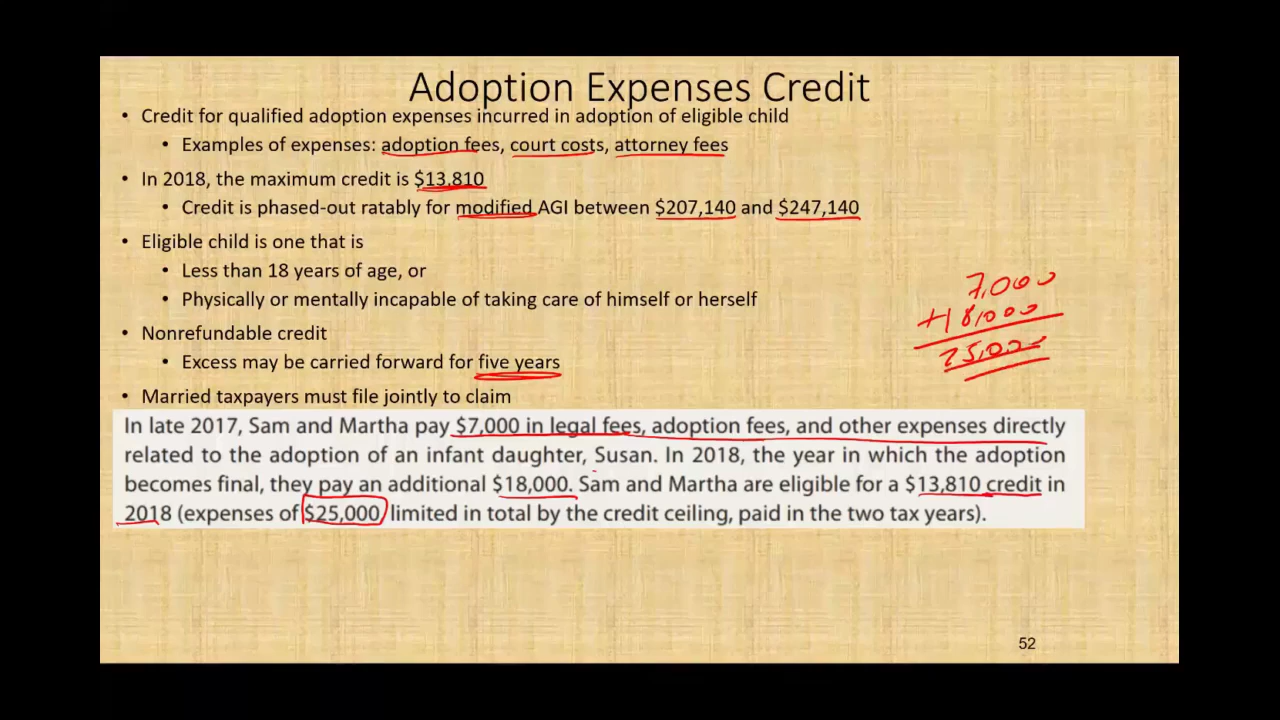 Adoption Expenses Credit
• Credit for qualified adoption expenses incurred in adoption of eligible child
• Examples of expenses: adoption fees, court costs, attorney fees
• In 2018, the maximum credit is $13,810
• Credit is phased-out ratably for modified AGI between $207,140 and $247,140
• Eligible child is one that is
• Less than 18 years of age, or
• Physically or mentally incapable of taking care of himself or herself
7,000
+18,000
25,000
• Nonrefundable credit
• Excess may be carried forward for five years
• Married taxpayers must file jointly to claim
In late 2017, Sam and Martha pay $7,000 in legal fees, adoption fees, and other expenses directly
related to the adoption of an infant daughter, Susan. In 2018, the year in which the adoption
becomes final, they pay an additional $18,000. Sam and Martha are eligible for a $13,810 credit in
2018 (expenses of $25,000 limited in total by the credit ceiling, paid in the two tax years).
52